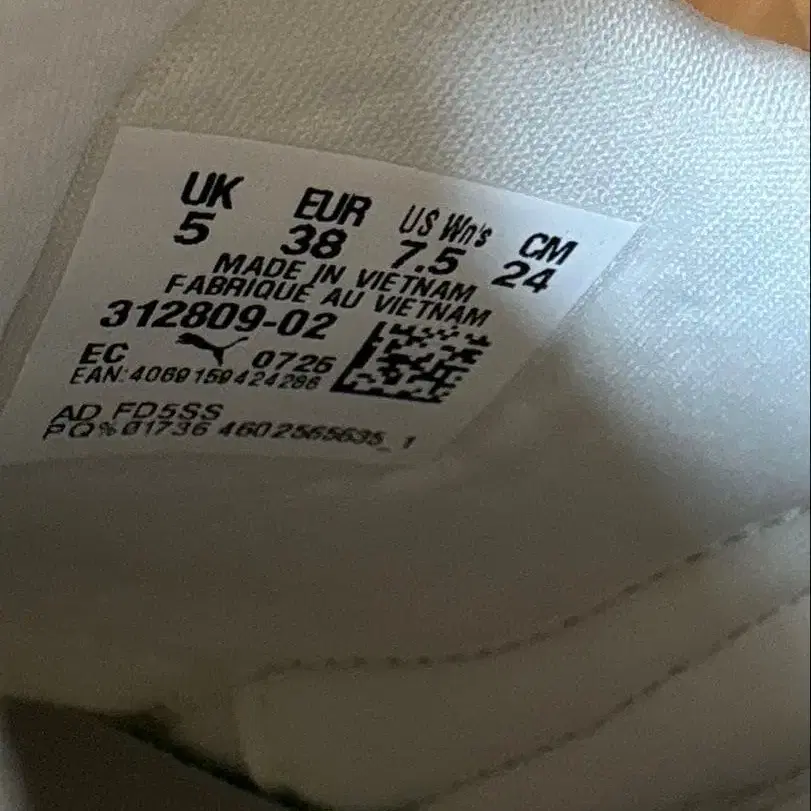 UK EUR US Wn's CM
5 38 7.5 24
MADE IN VIETNAM
FABRIQUE AU VIETNAM
312809-02
EC 0725
EAN:4069159424286
AD FD5SS
PQ% 01736 4602565635_1